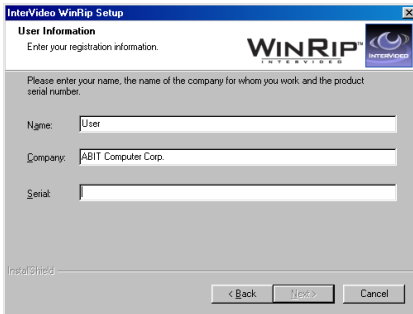 InterVideo WinRip Setup
User Information
Enter your registration information.
WINRIP™
INTERVIDEO
INTERVIDEO
Please enter your name, the name of the company for whom you work and the product
serial number.
Name: User
Company: ABIT Computer Corp.
Serial:
InstallShield
< Back Next > Cancel